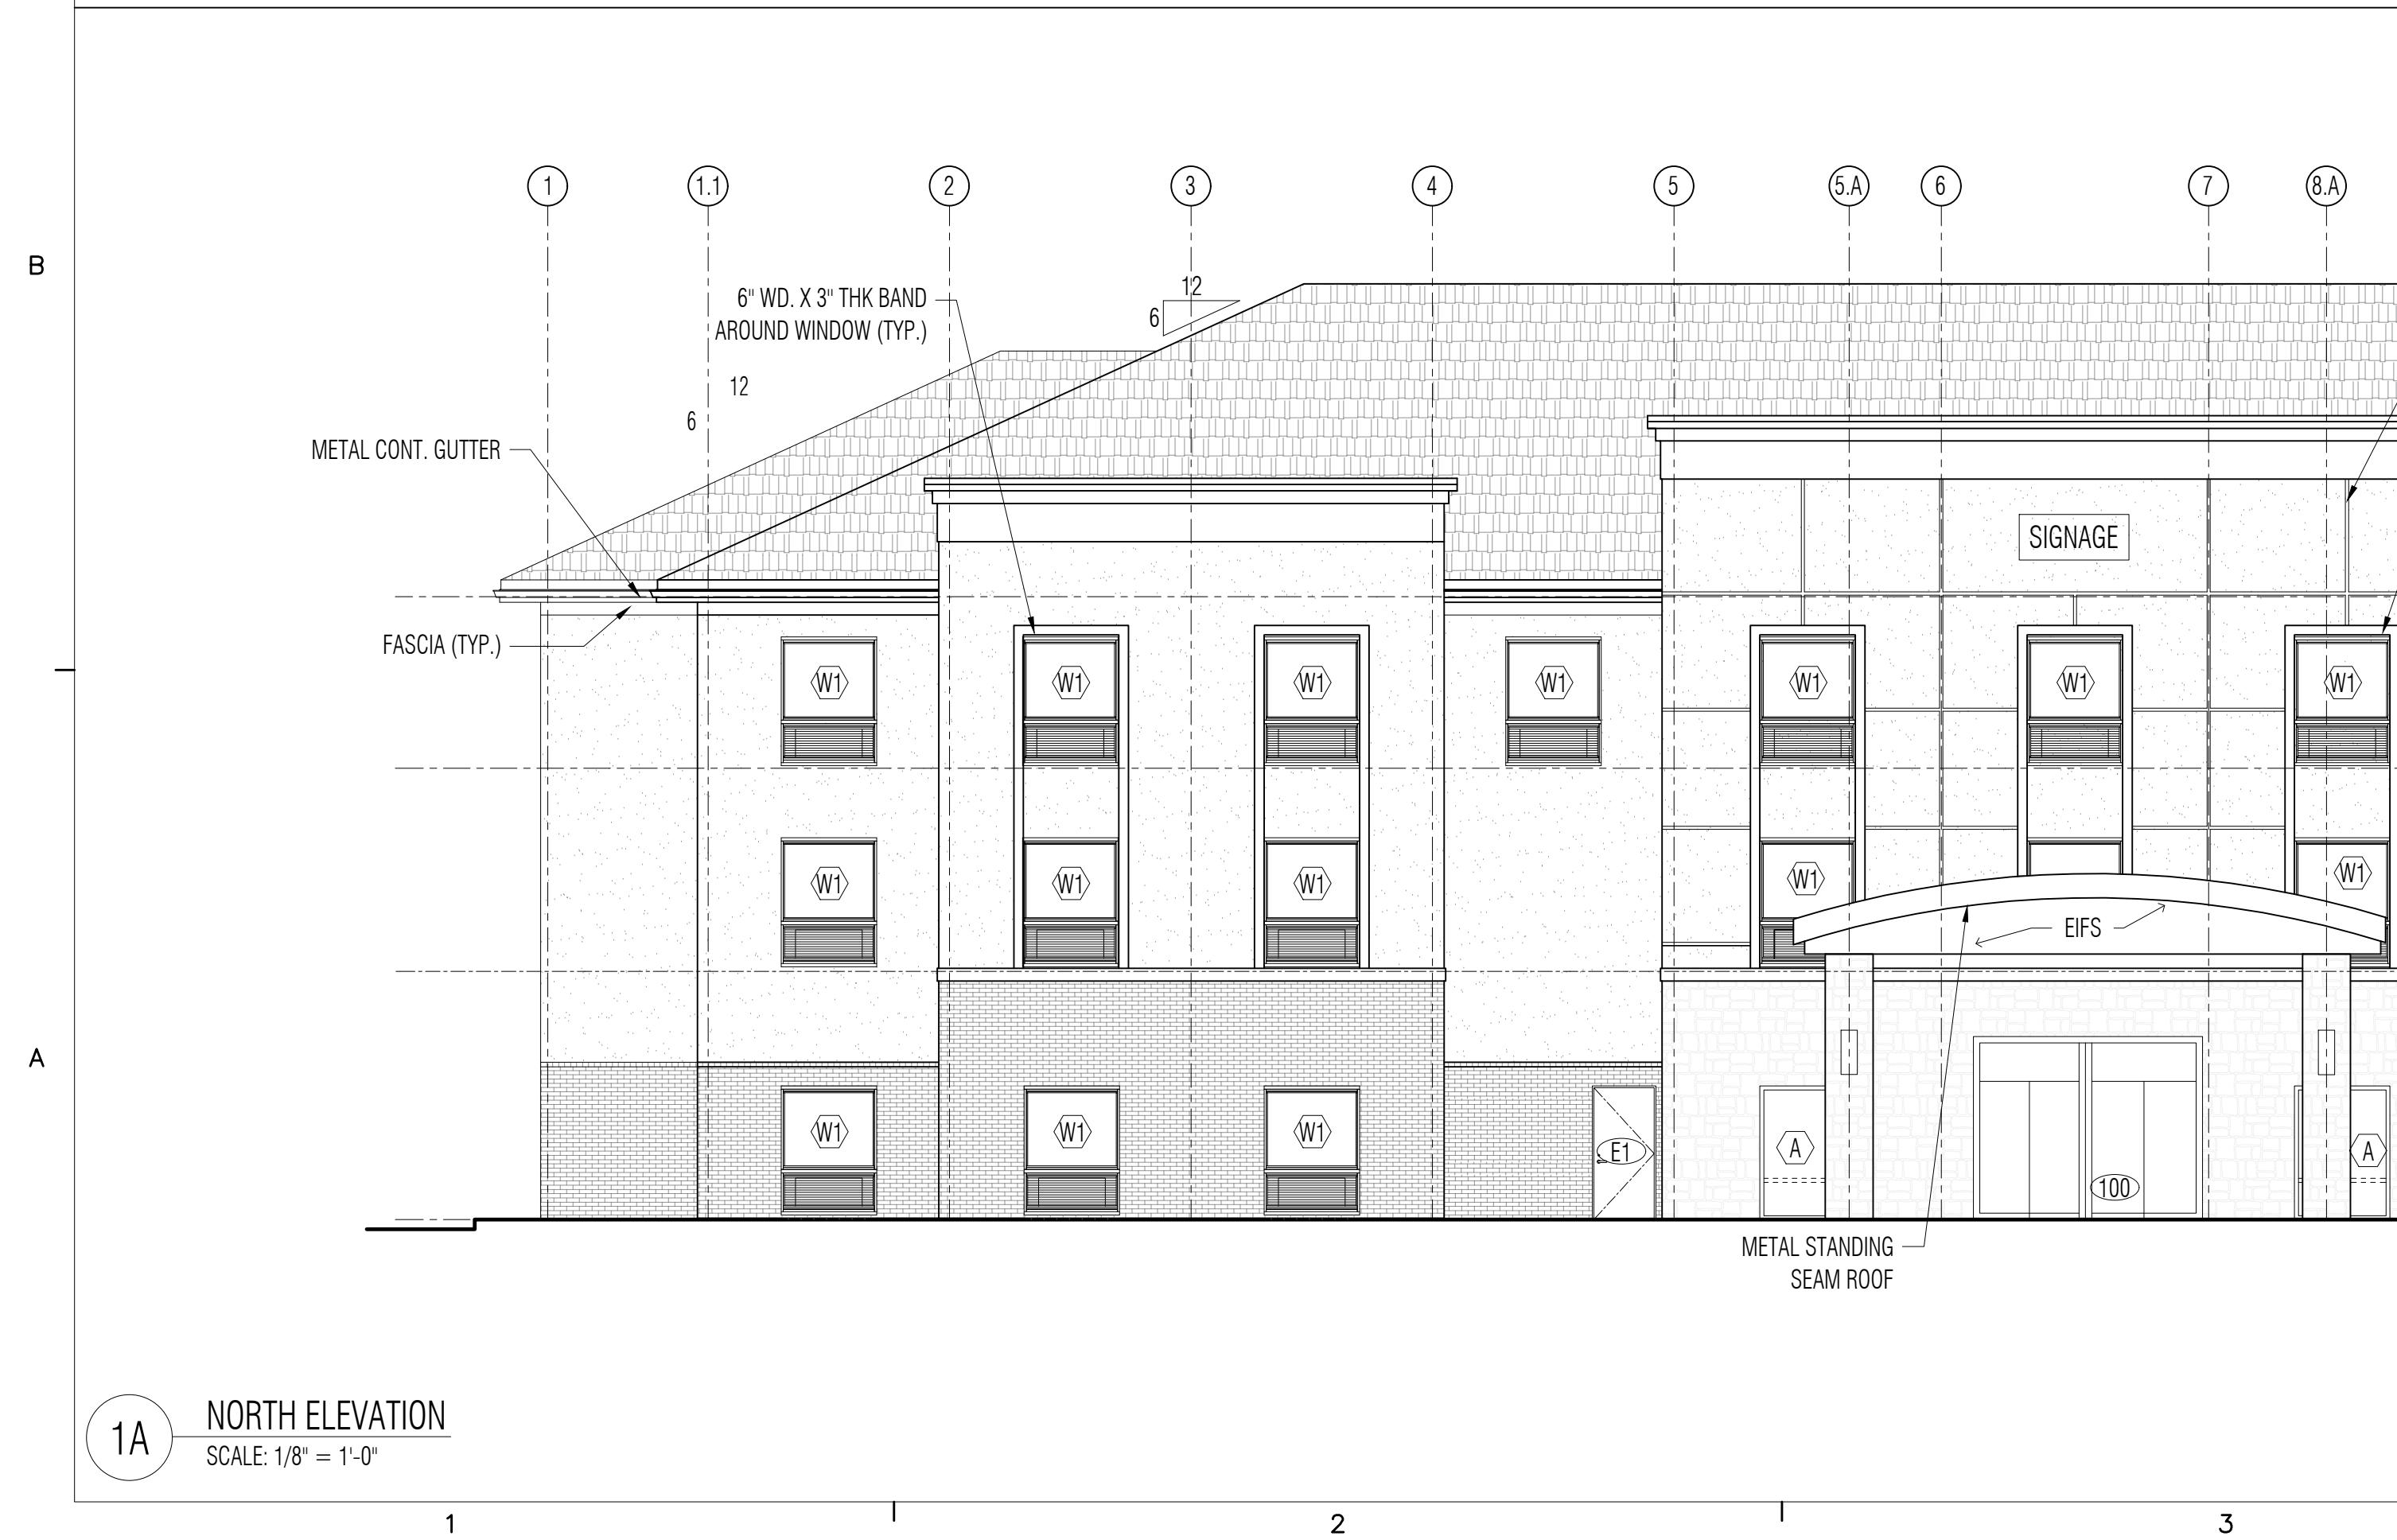 1 1.1 2 3 4 5 5.A 6 7 8.A
B
6" WD. X 3" THK BAND
AROUND WINDOW (TYP.)
12
6
12
6
METAL CONT. GUTTER
SIGNAGE
FASCIA (TYP.)
W1 W1 W1 W1 W1 W1 W1
W1 W1 W1 W1 W1
EIFS
A
W1 W1 W1 E1 A A
100
METAL STANDING
SEAM ROOF
1A
NORTH ELEVATION
SCALE: 1/8" = 1'-0"
1 2 3